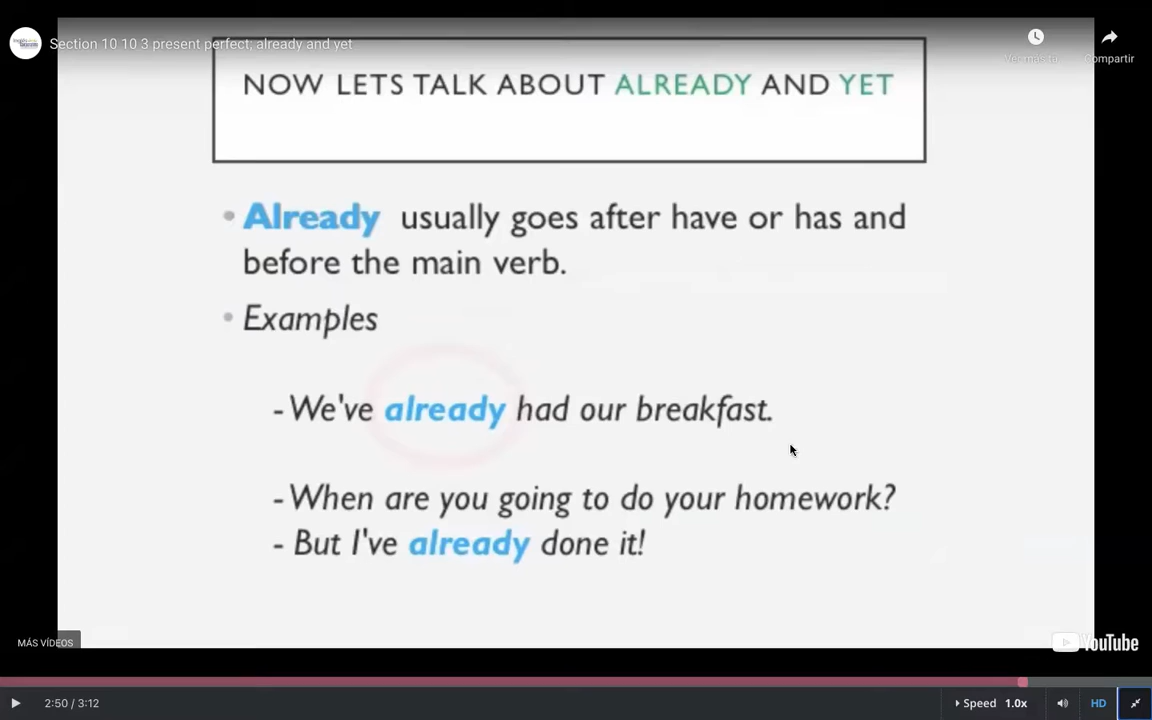 Section 10 10 3 present perfect, already and yet
Ver más ta
Compartir
NOW LETS TALK ABOUT ALREADY AND YET
• Already usually goes after have or has and
before the main verb.
• Examples
- We've already had our breakfast.
- When are you going to do your homework?
- But I've already done it!
MÁS VÍDEOS
YouTube
2:50 / 3:12
Speed 1.0x
HD